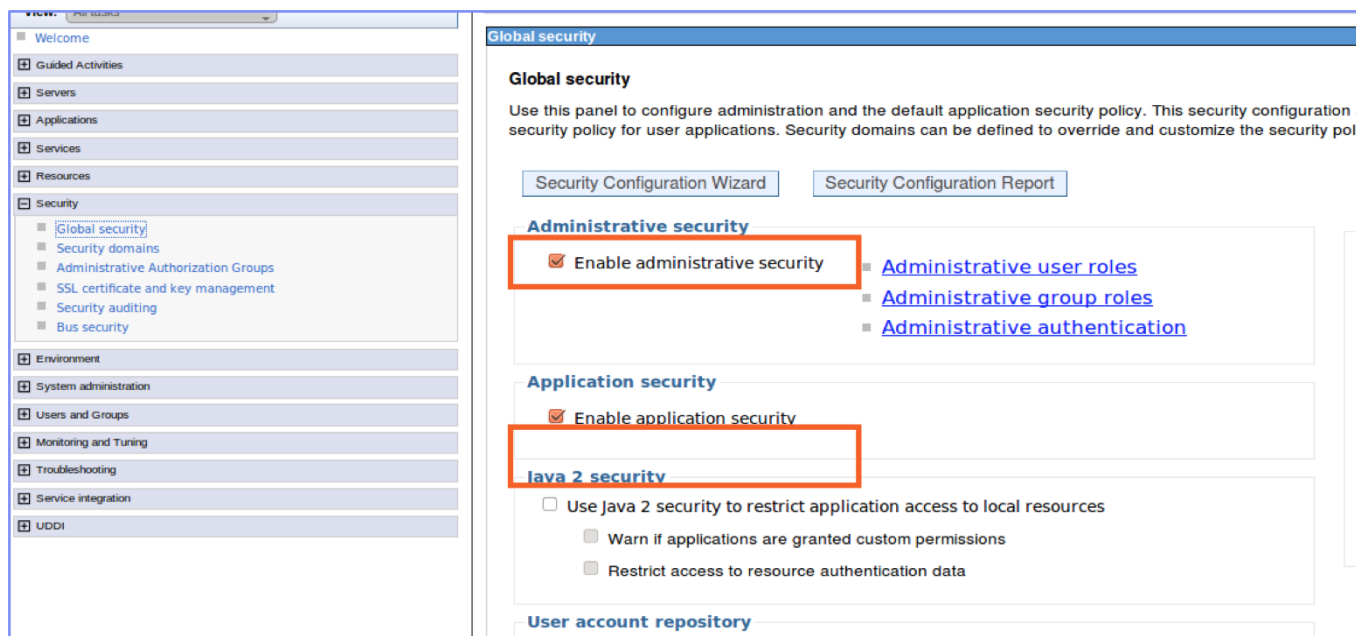 View: All tasks
Welcome
Guided Activities
Servers
Applications
Services
Resources
Security
Global security
Security domains
Administrative Authorization Groups
SSL certificate and key management
Security auditing
Bus security
Environment
System administration
Users and Groups
Monitoring and Tuning
Troubleshooting
Service integration
UDDI
Global security
Global security
Use this panel to configure administration and the default application security policy. This security configuration
security policy for user applications. Security domains can be defined to override and customize the security pol
Security Configuration Wizard
Security Configuration Report
Administrative security
Enable administrative security
Administrative user roles
Administrative group roles
Administrative authentication
Application security
Enable application security
Java 2 security
Use Java 2 security to restrict application access to local resources
Warn if applications are granted custom permissions
Restrict access to resource authentication data
User account repository